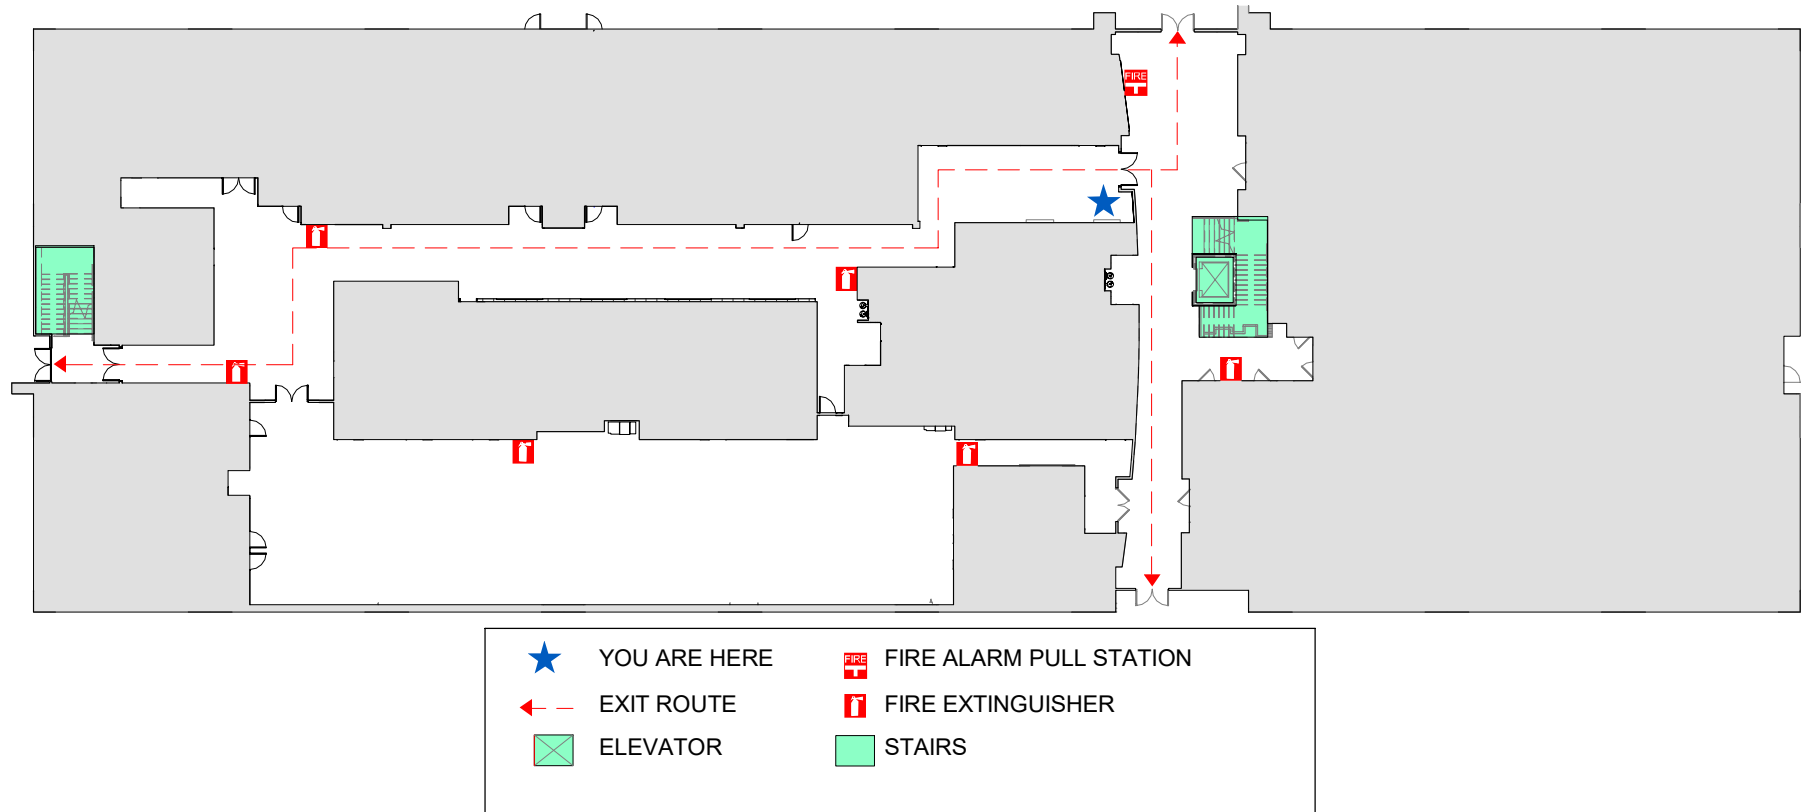 FIRE
YOU ARE HERE
FIRE
FIRE ALARM PULL STATION
EXIT ROUTE
FIRE EXTINGUISHER
ELEVATOR
STAIRS